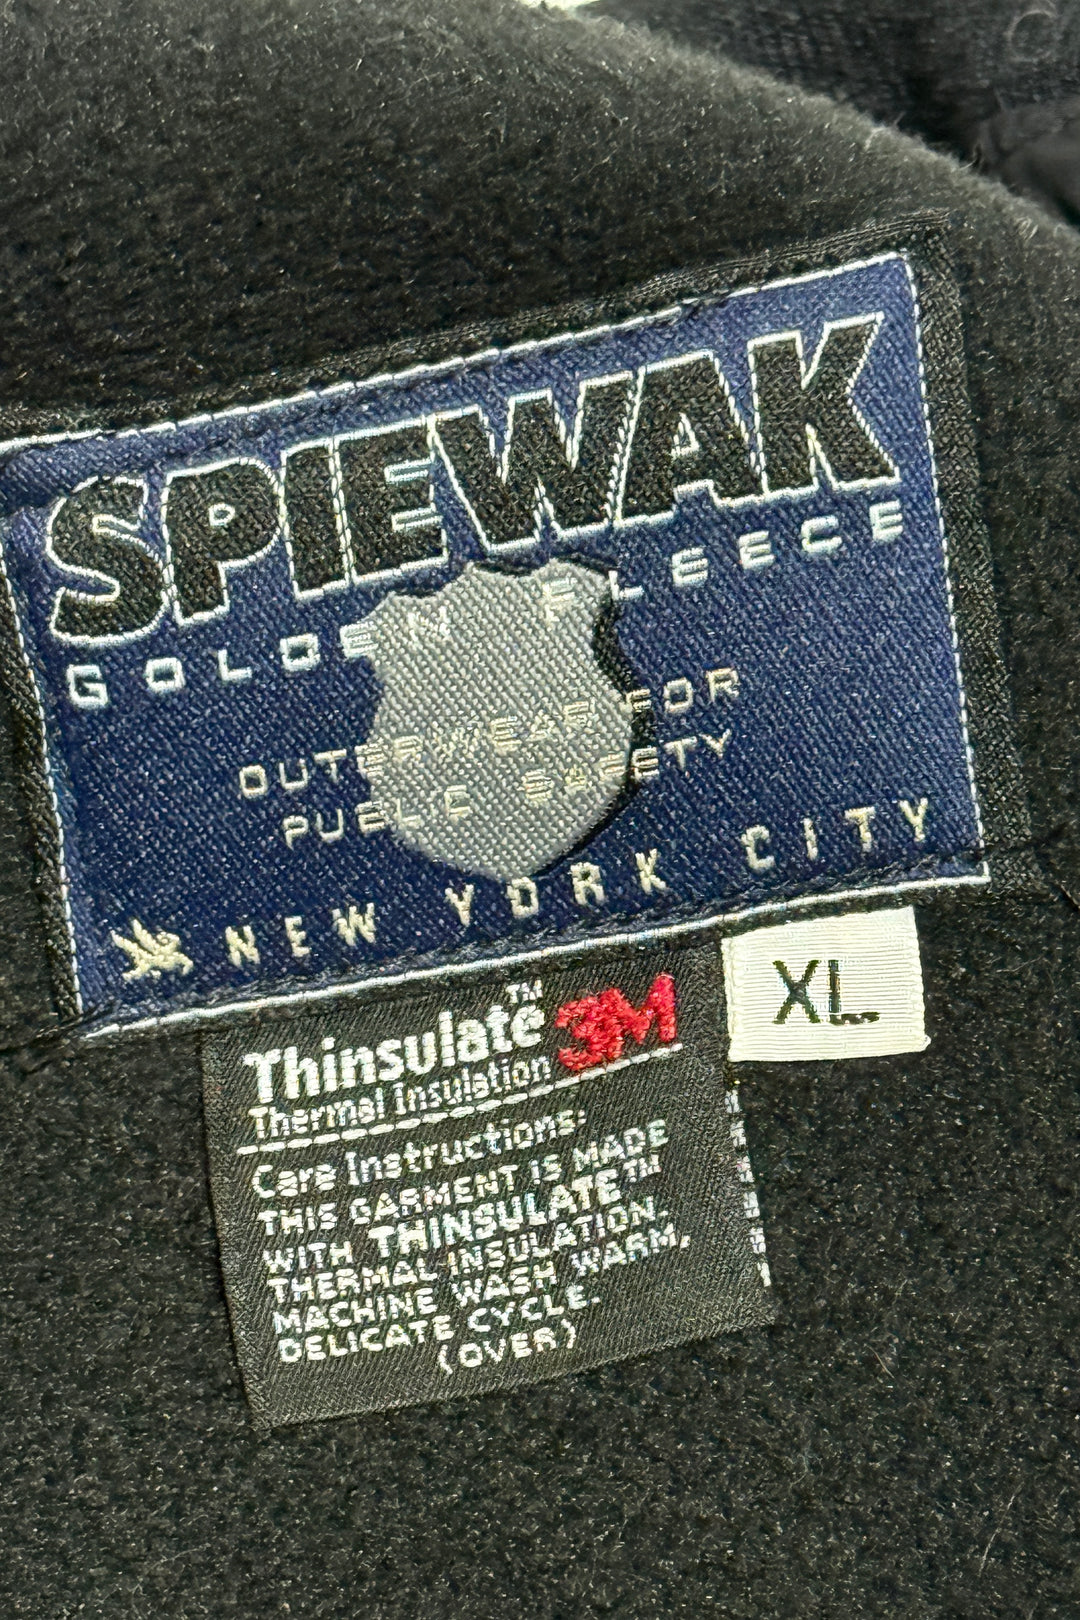 SPIEWAK
GOLDEN FLEECE
OUTERWEAR FOR
PUBLIC SAFETY
NEW YORK CITY
XL
Thinsulate™ 3M
Thermal Insulation
Care Instructions:
THIS GARMENT IS MADE
WITH THINSULATE™
THERMAL INSULATION.
MACHINE WASH WARM,
DELICATE CYCLE.
(OVER)